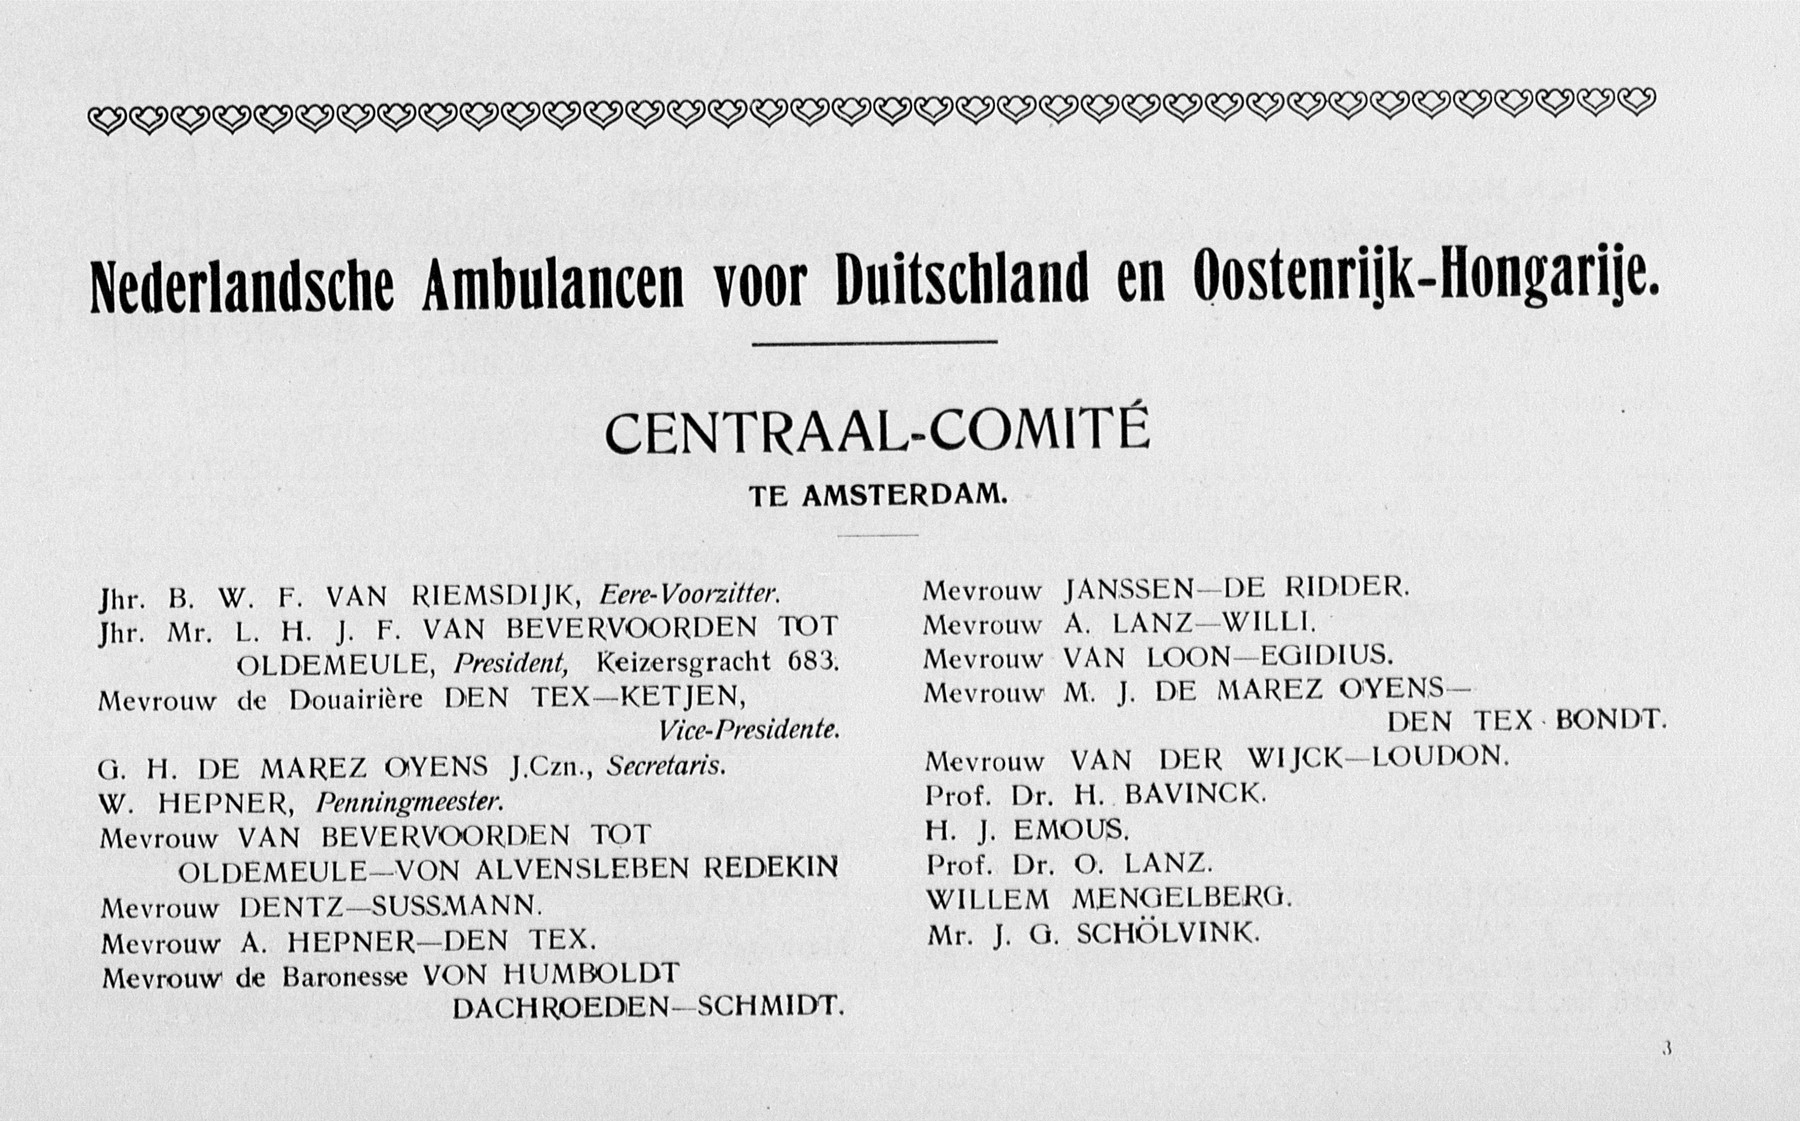 Nederlandsche Ambulancen voor Duitschland en Oostenrijk-Hongarije.
CENTRAAL-COMITÉ
TE AMSTERDAM.
Jhr. B. W. F. VAN RIEMSDIJK, Eere-Voorzitter.
Jhr. Mr. L. H. J. F. VAN BEVERVOORDEN TOT
OLDEMEULE, President, Keizersgracht 683.
Mevrouw de Douairière DEN TEX—KETJEN,
Vice-Presidente.
G. H. DE MAREZ OYENS J.Czn., Secretaris.
W. HEPNER, Penningmeester.
Mevrouw VAN BEVERVOORDEN TOT
OLDEMEULE—VON ALVENSLEBEN REDEKIN
Mevrouw DENTZ—SUSSMANN.
Mevrouw A. HEPNER—DEN TEX.
Mevrouw de Baronesse VON HUMBOLDT
DACHROEDEN—SCHMIDT.
Mevrouw JANSSEN—DE RIDDER.
Mevrouw A. LANZ—WILLI.
Mevrouw VAN LOON—EGIDIUS.
Mevrouw M. J. DE MAREZ OYENS—
DEN TEX BONDT.
Mevrouw VAN DER WIJCK—LOUDON.
Prof. Dr. H. BAVINCK.
H. J. EMOUS.
Prof. Dr. O. LANZ.
WILLEM MENGELBERG.
Mr. J. G. SCHÖLVINK.
3